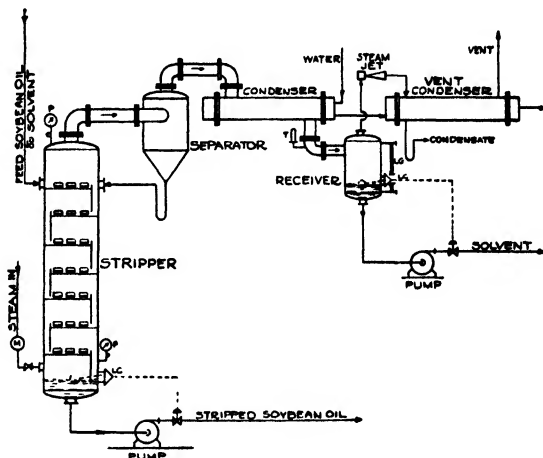 FEED SOYBEAN OIL
& SOLVENT
P
SEPARATOR
CONDENSER
WATER
STEAM
JET
VENT
VENT
CONDENSER
CONDENSATE
T
LG
LC
RECEIVER
SOLVENT
PUMP
STRIPPER
STEAM IN
P
LC
STRIPPED SOYBEAN OIL
PUMP